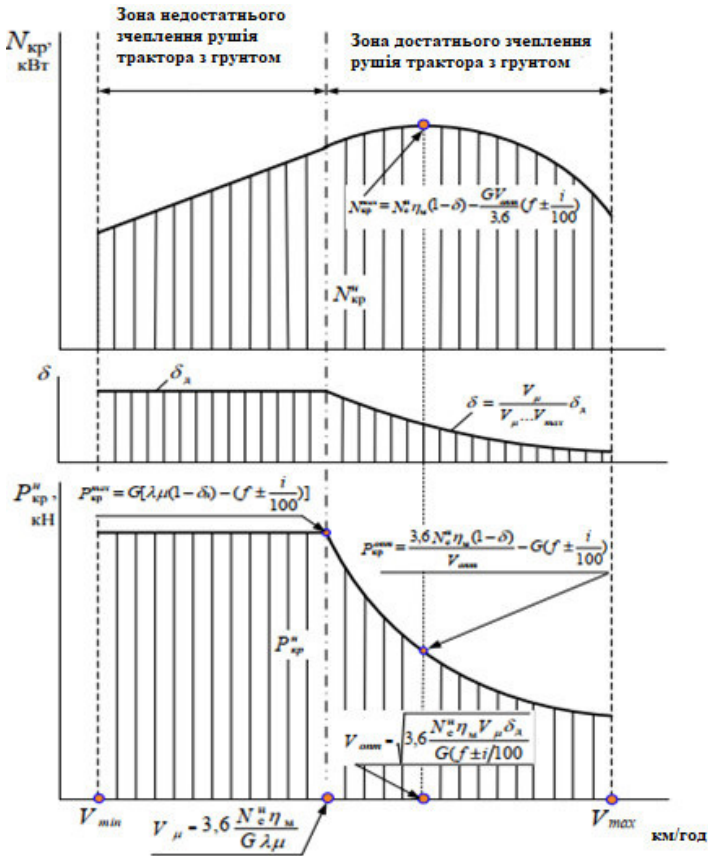 Зона недостатнього
зчеплення рушія
трактора з грунтом
Зона достатнього зчеплення
рушія трактора з грунтом
N_кр, кВт
N_кр^max = N_e^н η_м (1-δ) - GV_опт/3,6 (f ± i/100)
N_кр^н
δ
δ_д
δ = V_μ/(V_μ...V_max) δ_д
P_кр^н, кН
P_кр^max = G[λμ(1-δ_д) - (f ± i/100)]
P_кр^опт = 3,6 N_e^н η_м (1-δ)/V_опт - G(f ± i/100)
P_кр^н
V_опт = √(3,6 N_e^н η_м V_μ δ_д/G(f ± i/100)
V_min
V_μ = 3,6 N_e^н η_м/G λμ
V_max
км/год